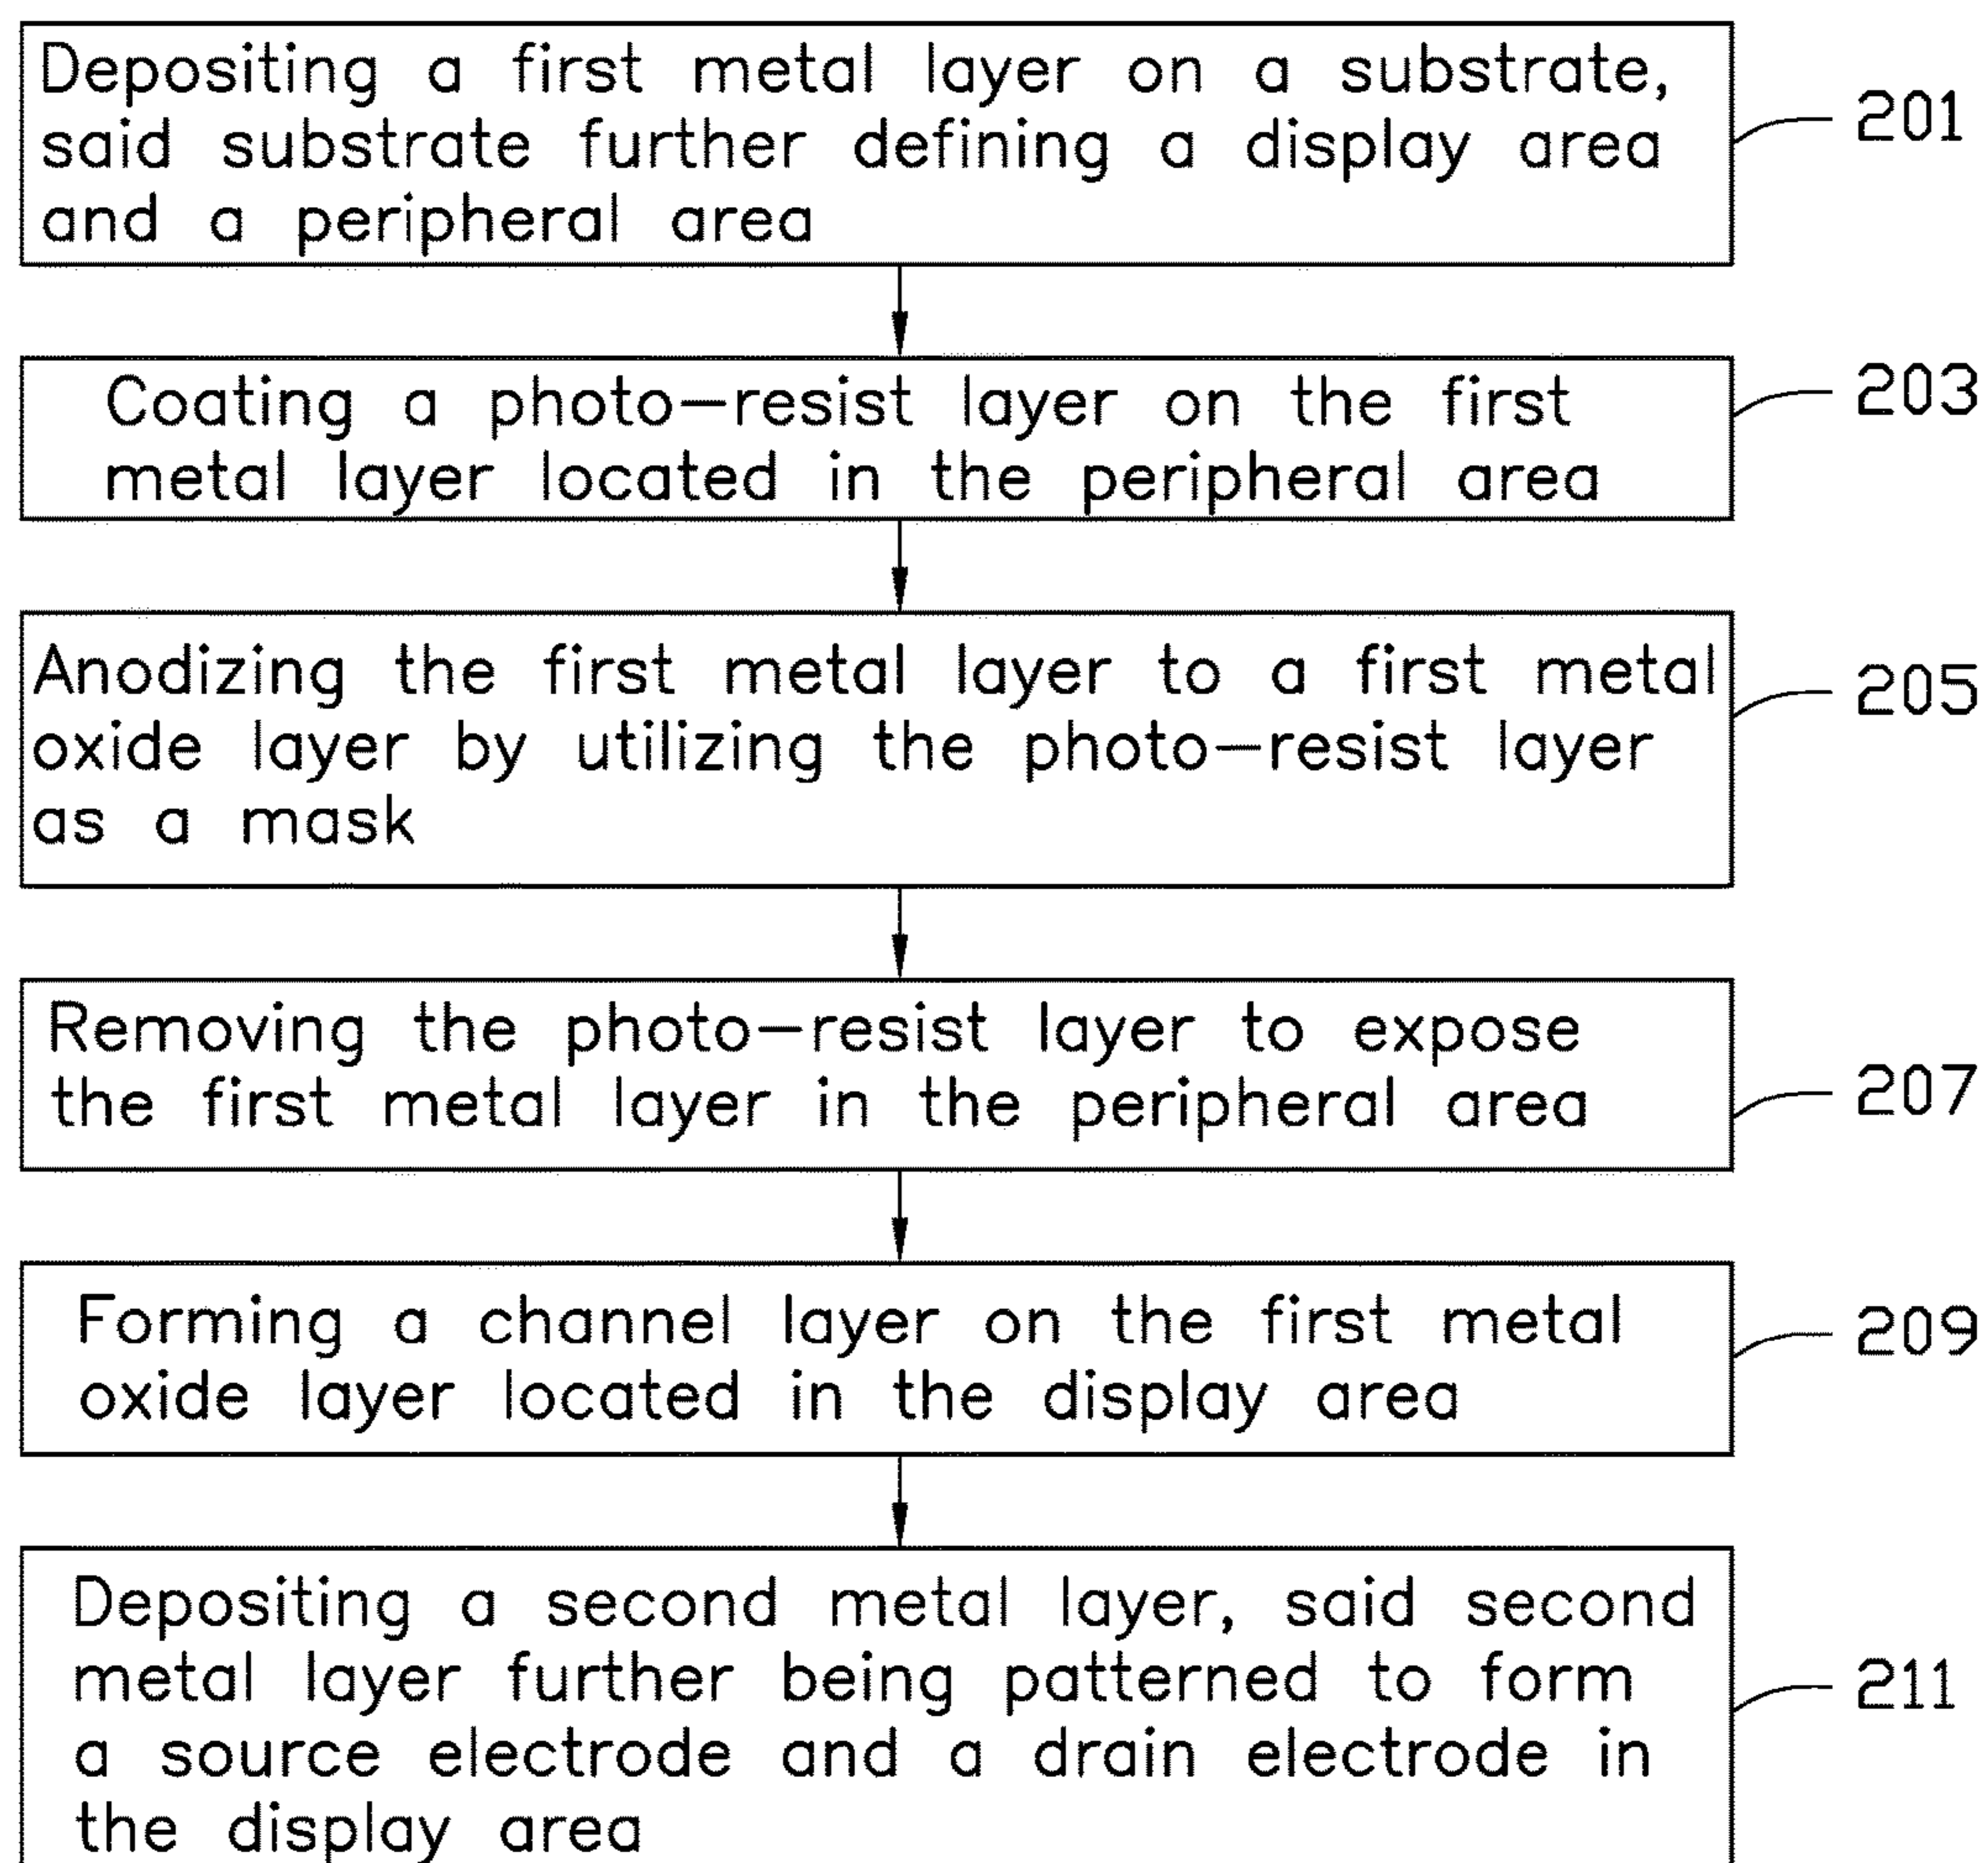 Depositing a first metal layer on a substrate,
said substrate further defining a display area
and a peripheral area
201
Coating a photo-resist layer on the first
metal layer located in the peripheral area
203
Anodizing the first metal layer to a first metal
oxide layer by utilizing the photo-resist layer
as a mask
205
Removing the photo-resist layer to expose
the first metal layer in the peripheral area
207
Forming a channel layer on the first metal
oxide layer located in the display area
209
Depositing a second metal layer, said second
metal layer further being patterned to form
a source electrode and a drain electrode in
the display area
211